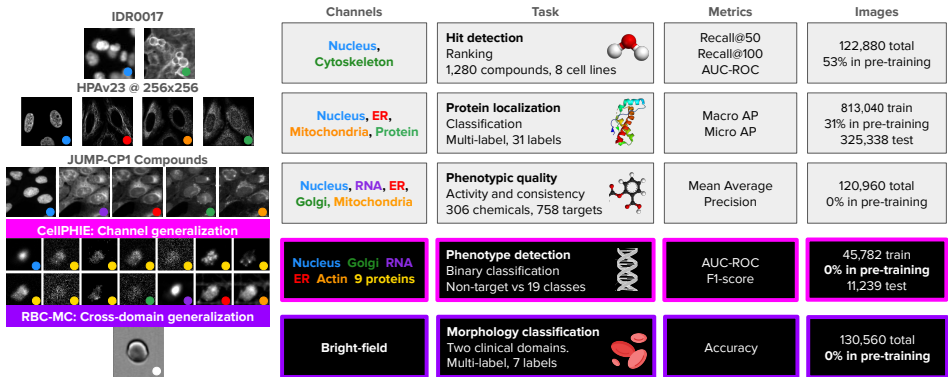 Channels
Task
Metrics
Images
IDR0017
Nucleus,
Cytoskeleton
Hit detection
Ranking
1,280 compounds, 8 cell lines
Recall@50
Recall@100
AUC-ROC
122,880 total
53% in pre-training
HPAv23 @ 256x256
Nucleus, ER,
Mitochondria, Protein
Protein localization
Classification
Multi-label, 31 labels
Macro AP
Micro AP
813,040 train
31% in pre-training
325,338 test
JUMP-CP1 Compounds
Nucleus, RNA, ER,
Golgi, Mitochondria
Phenotypic quality
Activity and consistency
306 chemicals, 758 targets
Mean Average
Precision
120,960 total
0% in pre-training
CellPHIE: Channel generalization
Nucleus Golgi RNA
ER Actin 9 proteins
Phenotype detection
Binary classification
Non-target vs 19 classes
AUC-ROC
F1-score
45,782 train
0% in pre-training
11,239 test
RBC-MC: Cross-domain generalization
Bright-field
Morphology classification
Two clinical domains.
Multi-label, 7 labels
Accuracy
130,560 total
0% in pre-training